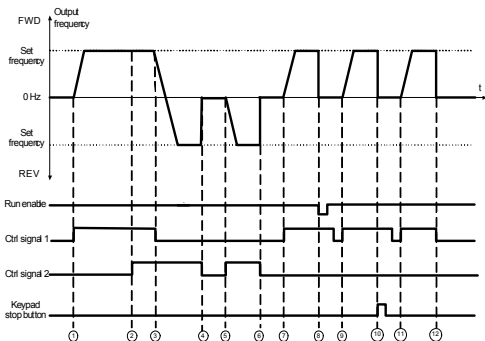 FWD
Output
frequency
Set
frequency
0 Hz
t
Set
frequency
REV
Run enable
Ctrl signal 1
Ctrl signal 2
Keypad
stop button
1 2 3 4 5 6 7 8 9 10 11 12